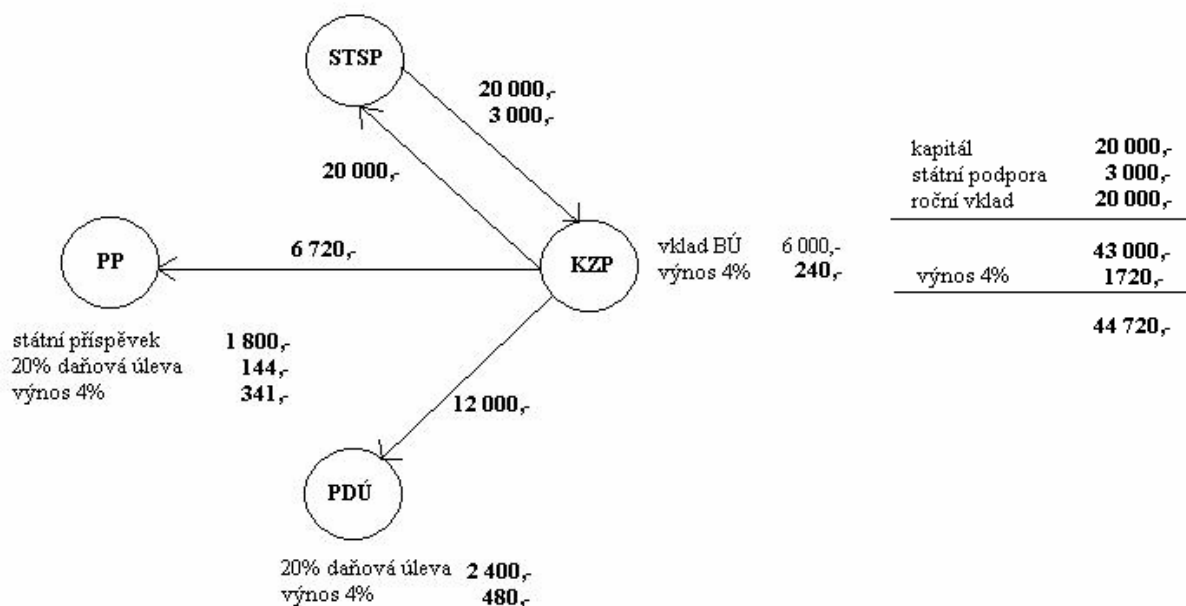 STSP
20 000,-
3 000,-
20 000,-
kapitál 20 000,-
státní podpora 3 000,-
roční vklad 20 000,-
43 000,-
výnos 4% 1720,-
44 720,-
PP
6 720,-
KZP
vklad BÚ 6 000,-
výnos 4% 240,-
státní příspěvek 1 800,-
20% daňová úleva 144,-
výnos 4% 341,-
12 000,-
PDÚ
20% daňová úleva 2 400,-
výnos 4% 480,-